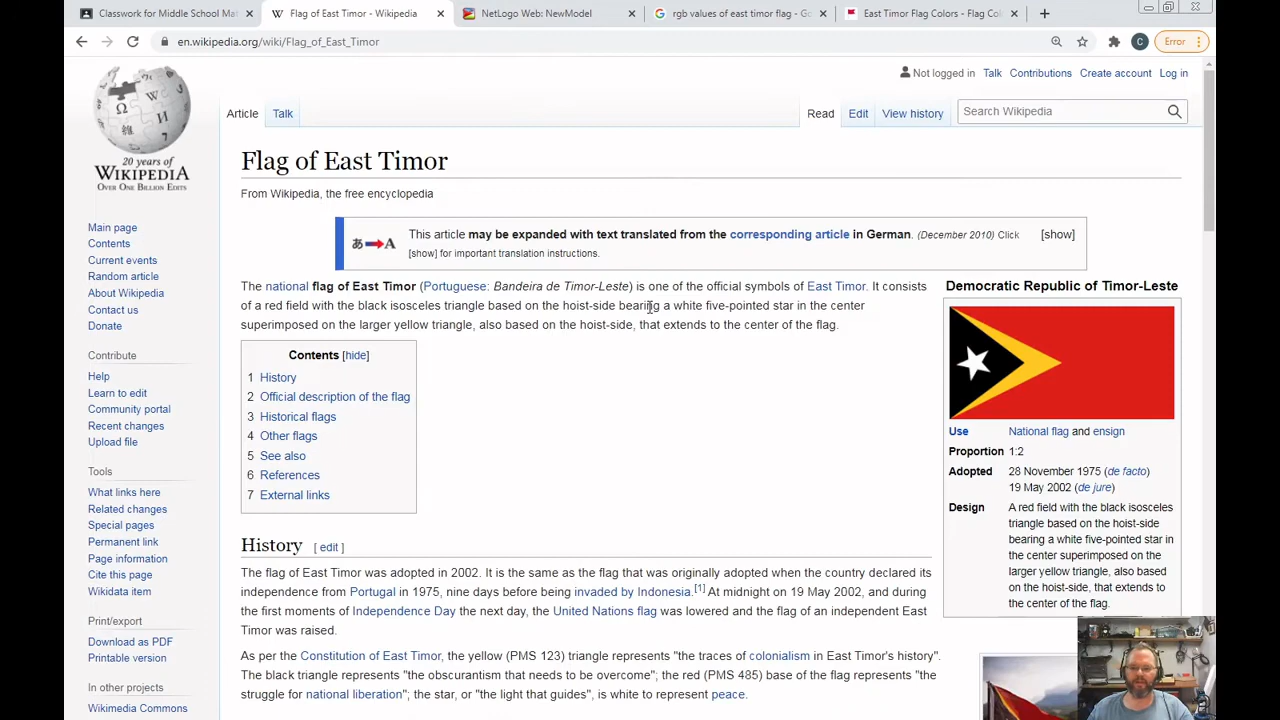 Classwork for Middle School Mat
Flag of East Timor - Wikipedia
NetLogo Web: NewModel
rgb values of east timor flag - Go
East Timor Flag Colors - Flag Col
en.wikipedia.org/wiki/Flag_of_East_Timor
C
Error
Not logged in Talk Contributions Create account Log in
Article Talk
Read Edit View history
Search Wikipedia
20 years of
WIKIPEDIA
OVER ONE BILLION EDITS
Main page
Contents
Current events
Random article
About Wikipedia
Contact us
Donate
Contribute
Help
Learn to edit
Community portal
Recent changes
Upload file
Tools
What links here
Related changes
Special pages
Permanent link
Page information
Cite this page
Wikidata item
Print/export
Download as PDF
Printable version
In other projects
Wikimedia Commons
Flag of East Timor
From Wikipedia, the free encyclopedia
あ A
This article may be expanded with text translated from the corresponding article in German. (December 2010) Click
[show] for important translation instructions.
[show]
The national flag of East Timor (Portuguese: Bandeira de Timor-Leste) is one of the official symbols of East Timor. It consists
of a red field with the black isosceles triangle based on the hoist-side bearing a white five-pointed star in the center
superimposed on the larger yellow triangle, also based on the hoist-side, that extends to the center of the flag.
Contents [hide]
1 History
2 Official description of the flag
3 Historical flags
4 Other flags
5 See also
6 References
7 External links
History [ edit ]
The flag of East Timor was adopted in 2002. It is the same as the flag that was originally adopted when the country declared its
independence from Portugal in 1975, nine days before being invaded by Indonesia.[1] At midnight on 19 May 2002, and during
the first moments of Independence Day the next day, the United Nations flag was lowered and the flag of an independent East
Timor was raised.
As per the Constitution of East Timor, the yellow (PMS 123) triangle represents "the traces of colonialism in East Timor's history".
The black triangle represents "the obscurantism that needs to be overcome"; the red (PMS 485) base of the flag represents "the
struggle for national liberation"; the star, or "the light that guides", is white to represent peace.
Democratic Republic of Timor-Leste
Use National flag and ensign
Proportion 1:2
Adopted 28 November 1975 (de facto)
19 May 2002 (de jure)
Design A red field with the black isosceles
triangle based on the hoist-side
bearing a white five-pointed star in
the center superimposed on the
larger yellow triangle, also based
on the hoist-side, that extends to
the center of the flag.